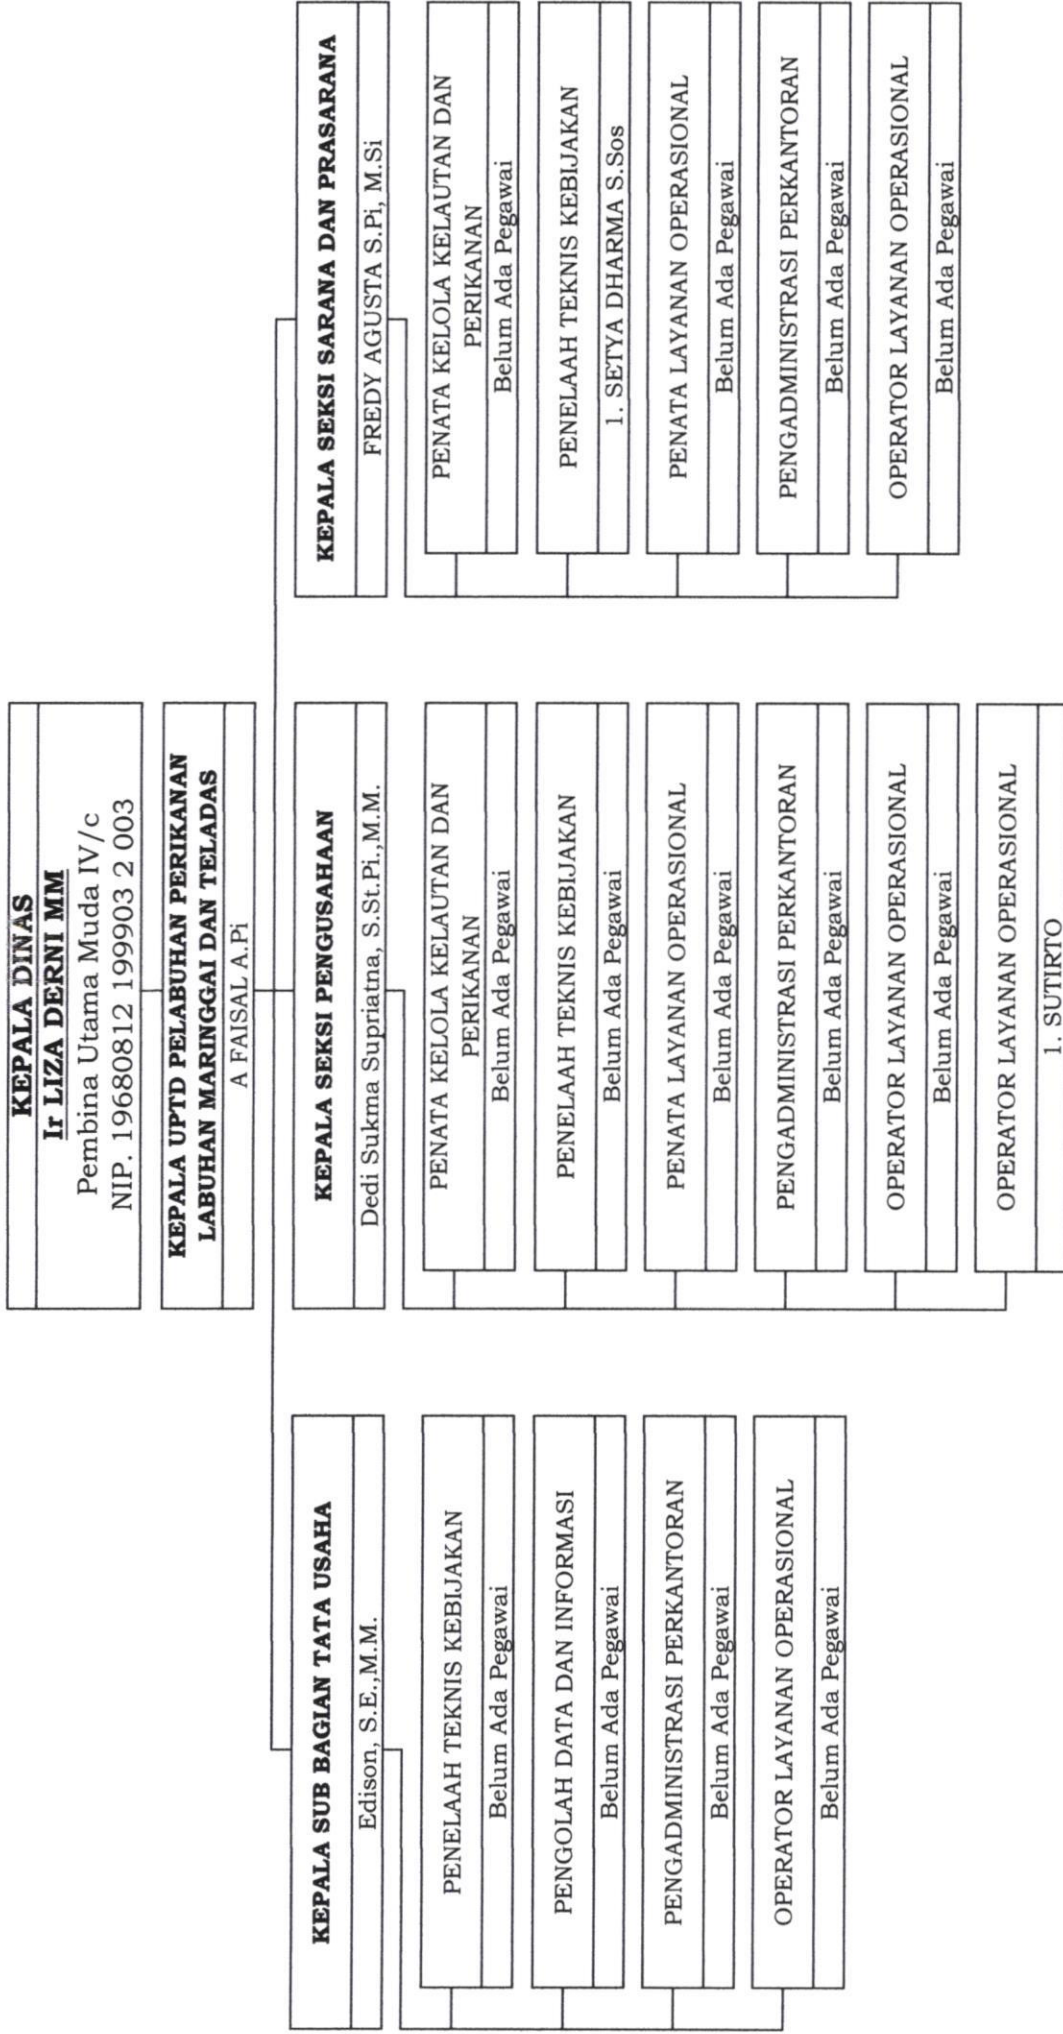 KEPALA DINAS
Ir LIZA DERNI MM
Pembina Utama Muda IV/c
NIP. 19680812 199903 2 003
KEPALA UPTD PELABUHAN PERIKANAN
LABUHAN MARINGGAI DAN TELADAS
A FAISAL A.Pi
KEPALA SUB BAGIAN TATA USAHA
Edison, S.E.,M.M.
PENELAAH TEKNIS KEBIJAKAN
Belum Ada Pegawai
PENGOLAH DATA DAN INFORMASI
Belum Ada Pegawai
PENGADMINISTRASI PERKANTORAN
Belum Ada Pegawai
OPERATOR LAYANAN OPERASIONAL
Belum Ada Pegawai
KEPALA SEKSI PENGUSAHAAN
Dedi Sukma Supriatna, S.St.Pi.,M.M.
PENATA KELOLA KELAUTAN DAN
PERIKANAN
Belum Ada Pegawai
PENELAAH TEKNIS KEBIJAKAN
Belum Ada Pegawai
PENATA LAYANAN OPERASIONAL
Belum Ada Pegawai
PENGADMINISTRASI PERKANTORAN
Belum Ada Pegawai
OPERATOR LAYANAN OPERASIONAL
Belum Ada Pegawai
OPERATOR LAYANAN OPERASIONAL
1. SUTIRTO
KEPALA SEKSI SARANA DAN PRASARANA
FREDY AGUSTA S.Pi, M.Si
PENATA KELOLA KELAUTAN DAN
PERIKANAN
Belum Ada Pegawai
PENELAAH TEKNIS KEBIJAKAN
1. SETYA DHARMA S.Sos
PENATA LAYANAN OPERASIONAL
Belum Ada Pegawai
PENGADMINISTRASI PERKANTORAN
Belum Ada Pegawai
OPERATOR LAYANAN OPERASIONAL
Belum Ada Pegawai